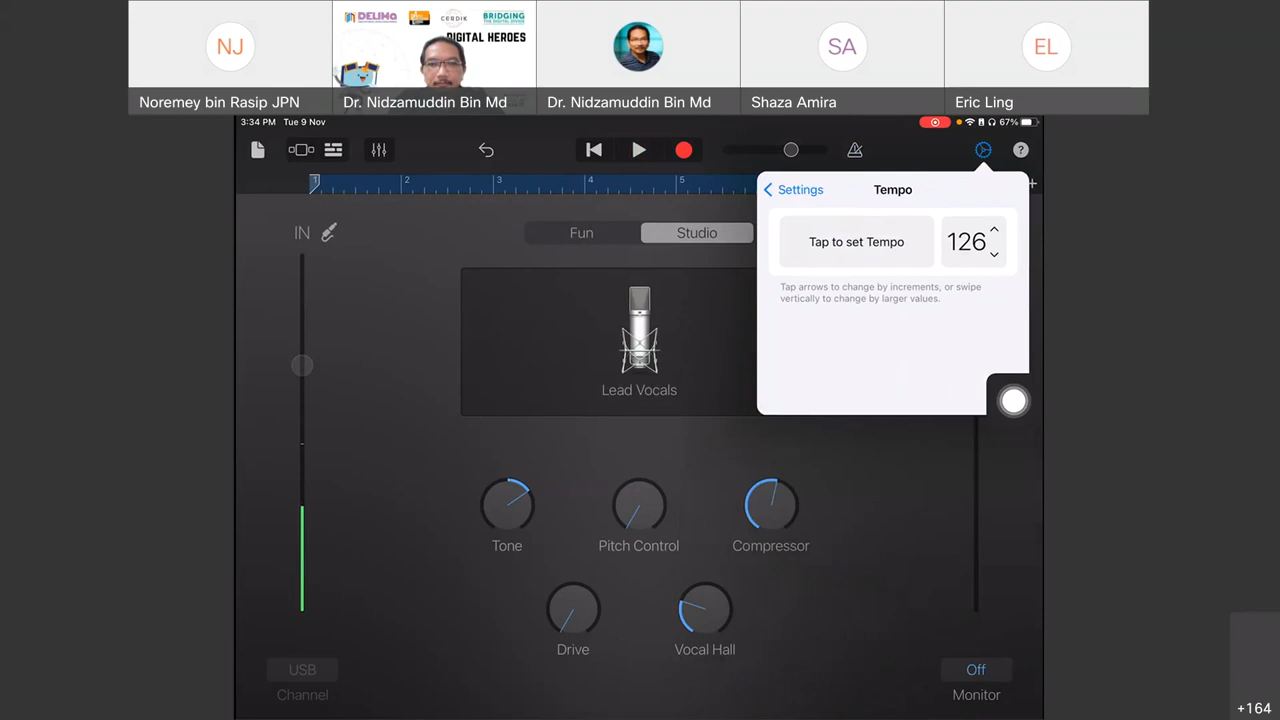 NJ
DELIMa
CERDIK
BRIDGING
THE DIGITAL DIVIDE
DIGITAL HEROES
SA
EL
Noremey bin Rasip JPN
Dr. Nidzamuddin Bin Md
Dr. Nidzamuddin Bin Md
Shaza Amira
Eric Ling
3:34 PM Tue 9 Nov
67%
?
1
2
3
4
5
+
Settings
Tempo
IN
Fun
Studio
Tap to set Tempo
126
Tap arrows to change by increments, or swipe
vertically to change by larger values.
Lead Vocals
Tone
Pitch Control
Compressor
Drive
Vocal Hall
USB
Channel
Off
Monitor
+164